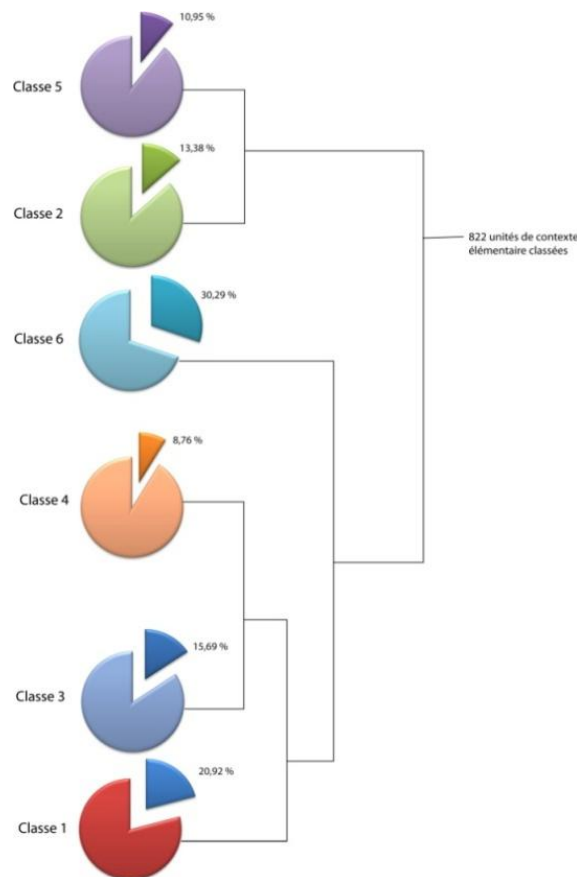 10,95 %
Classe 5
13,38 %
Classe 2
822 unités de contexte
élémentaire classées
30,29 %
Classe 6
8,76 %
Classe 4
15,69 %
Classe 3
20,92 %
Classe 1